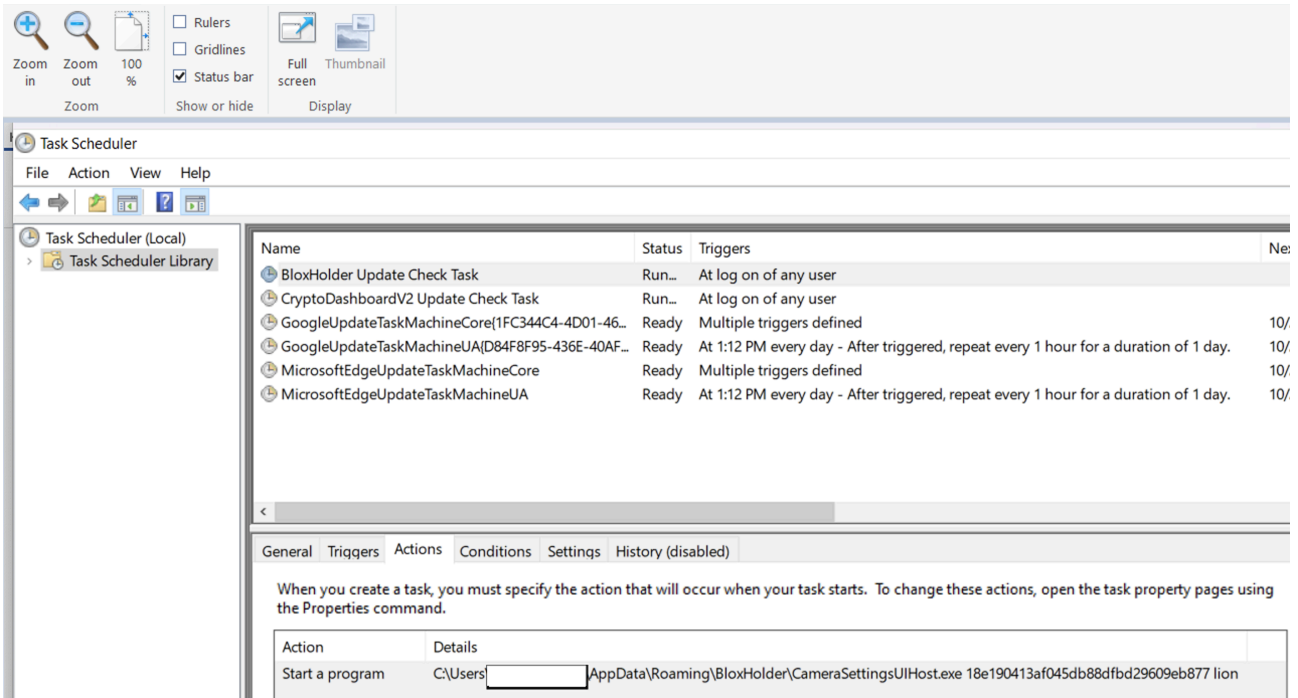 Zoom in
Zoom out
100 %
Zoom
Rulers
Gridlines
Status bar
Show or hide
Full screen
Thumbnail
Display
Task Scheduler
File Action View Help
Task Scheduler (Local)
Task Scheduler Library
Name Status Triggers
BloxHolder Update Check Task Run... At log on of any user
CryptoDashboardV2 Update Check Task Run... At log on of any user
GoogleUpdateTaskMachineCore{1FC344C4-4D01-46... Ready Multiple triggers defined 10/
GoogleUpdateTaskMachineUA{D84F8F95-436E-40AF... Ready At 1:12 PM every day - After triggered, repeat every 1 hour for a duration of 1 day. 10/
MicrosoftEdgeUpdateTaskMachineCore Ready Multiple triggers defined 10/
MicrosoftEdgeUpdateTaskMachineUA Ready At 1:12 PM every day - After triggered, repeat every 1 hour for a duration of 1 day. 10/
General Triggers Actions Conditions Settings History (disabled)
When you create a task, you must specify the action that will occur when your task starts. To change these actions, open the task property pages using
the Properties command.
Action Details
Start a program C:\Users\ \AppData\Roaming\BloxHolder\CameraSettingsUIHost.exe 18e190413af045db88dfbd29609eb877 lion